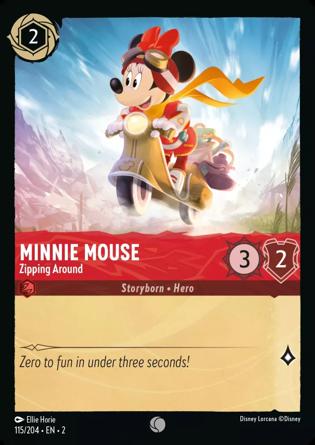 2
MINNIE MOUSE
Zipping Around
3
2
Storyborn • Hero
Zero to fun in under three seconds!
Ellie Horie
Disney Lorcana ©Disney
115/204 • EN • 2